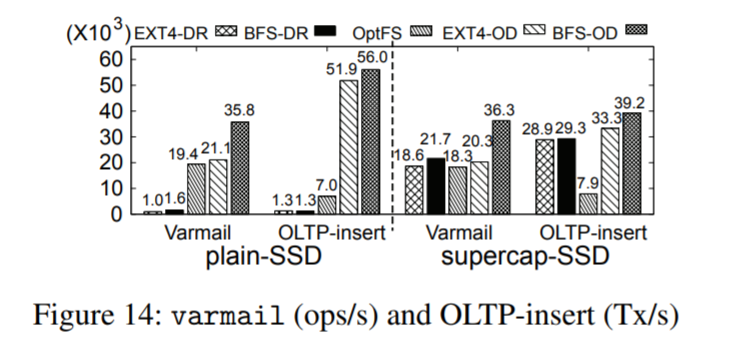 (X10³) EXT4-DR BFS-DR OptFS EXT4-OD BFS-OD
60
50
40
30
20
10
0
1.0 1.6 19.4 21.1 35.8
1.3 1.3 7.0 51.9 56.0
18.6 21.7 18.3 20.3 36.3
28.9 29.3 7.9 33.3 39.2
Varmail OLTP-insert Varmail OLTP-insert
plain-SSD supercap-SSD
Figure 14: varmail (ops/s) and OLTP-insert (Tx/s)